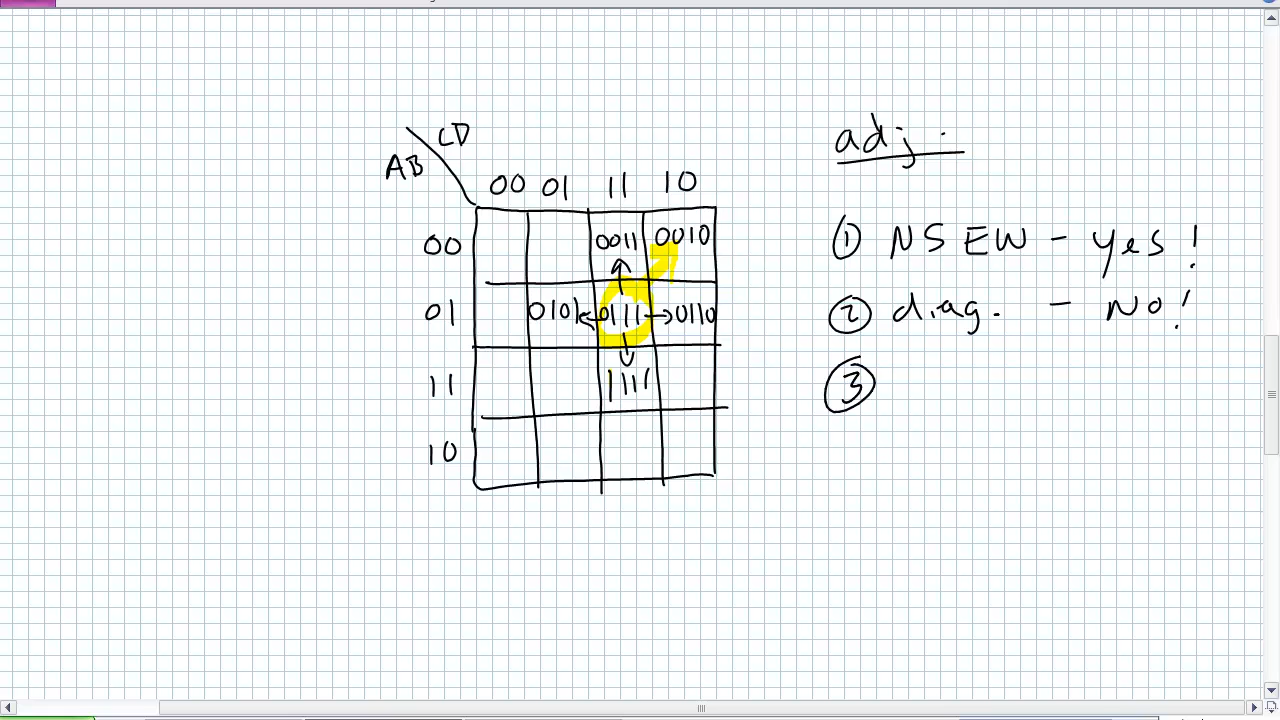 adj.
CD
AB
00 01 11 10
00 0011 0010
① NSEW - yes!
01 0101 0111 0110
② diag. - No!
11 1111
③
10